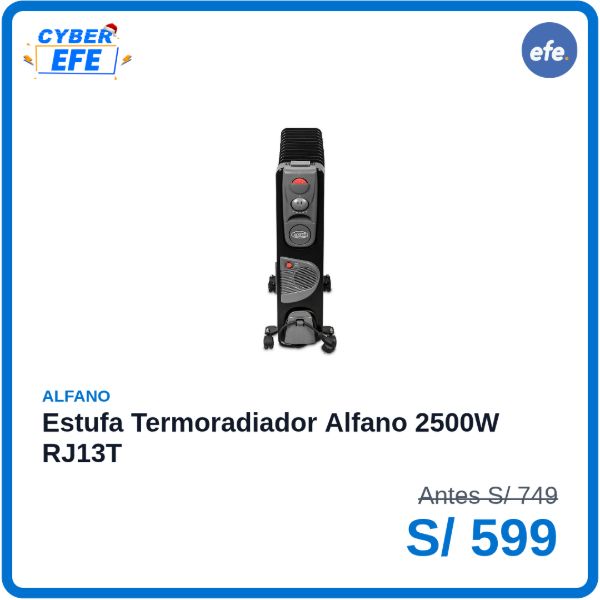 CYBER
EFE
efe.
ALFANO
Estufa Termoradiador Alfano 2500W
RJ13T
Antes S/ 749
S/ 599